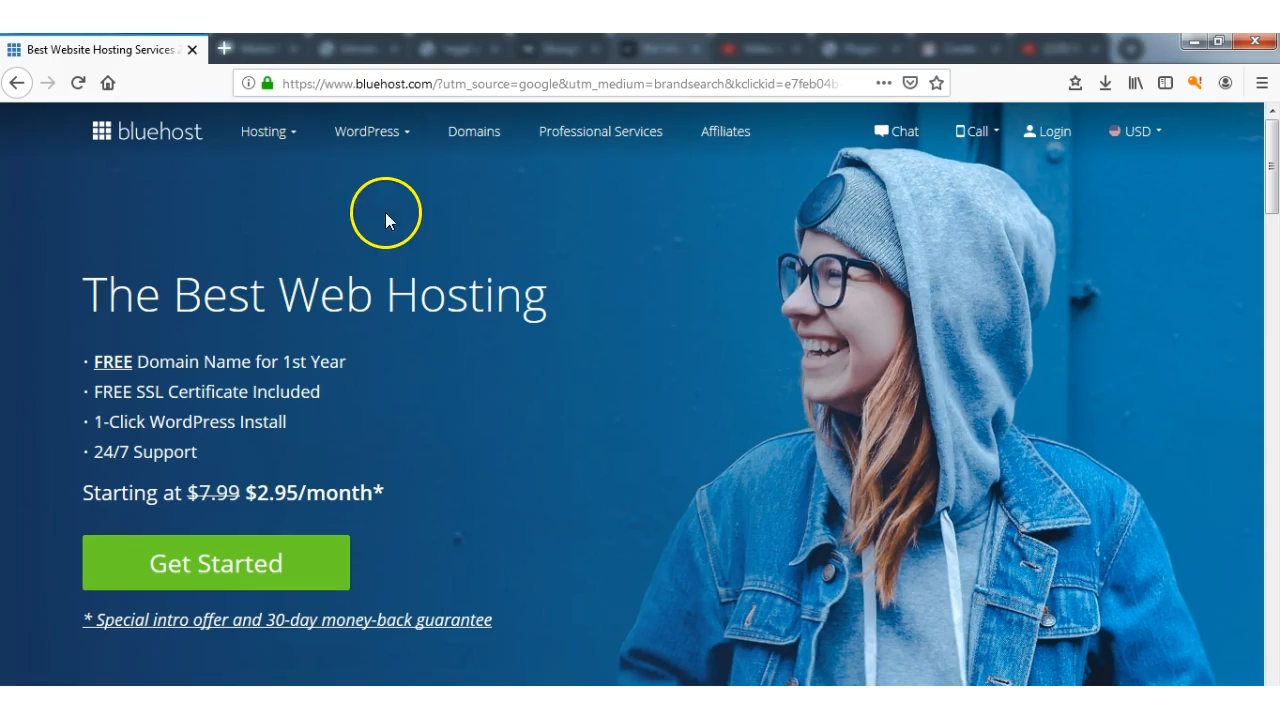 Best Website Hosting Services
https://www.bluehost.com/?utm_source=google&utm_medium=brandsearch&kclickid=e7feb04b
bluehost
Hosting
WordPress
Domains
Professional Services
Affiliates
Chat
Call
Login
USD
The Best Web Hosting
· FREE Domain Name for 1st Year
· FREE SSL Certificate Included
· 1-Click WordPress Install
· 24/7 Support
Starting at $7.99 $2.95/month*
Get Started
* Special intro offer and 30-day money-back guarantee